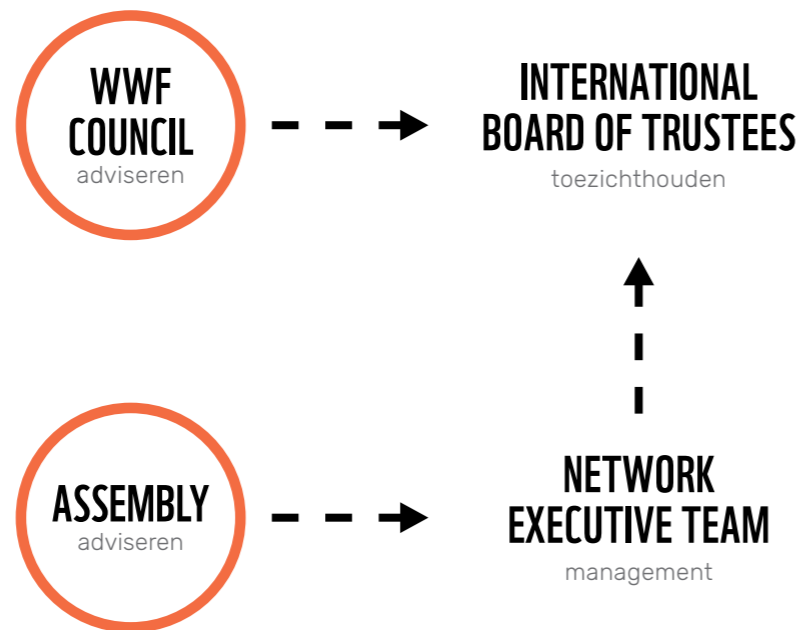 WWF
COUNCIL
adviseren
INTERNATIONAL
BOARD OF TRUSTEES
toezichthouden
ASSEMBLY
adviseren
NETWORK
EXECUTIVE TEAM
management